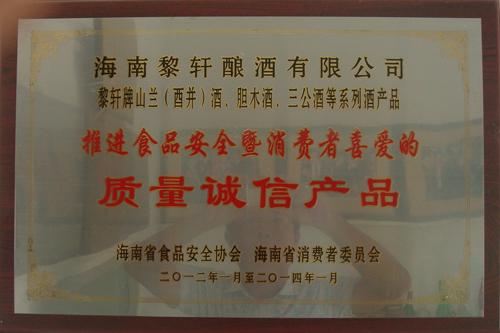 海南黎轩酿酒有限公司
黎轩牌山兰（酉并）酒、胆木酒、三公酒等系列酒产品
推进食品安全暨消费者喜爱的
质量诚信产品
海南省食品安全协会 海南省消费者委员会
二〇一二年一月至二〇一四年一月